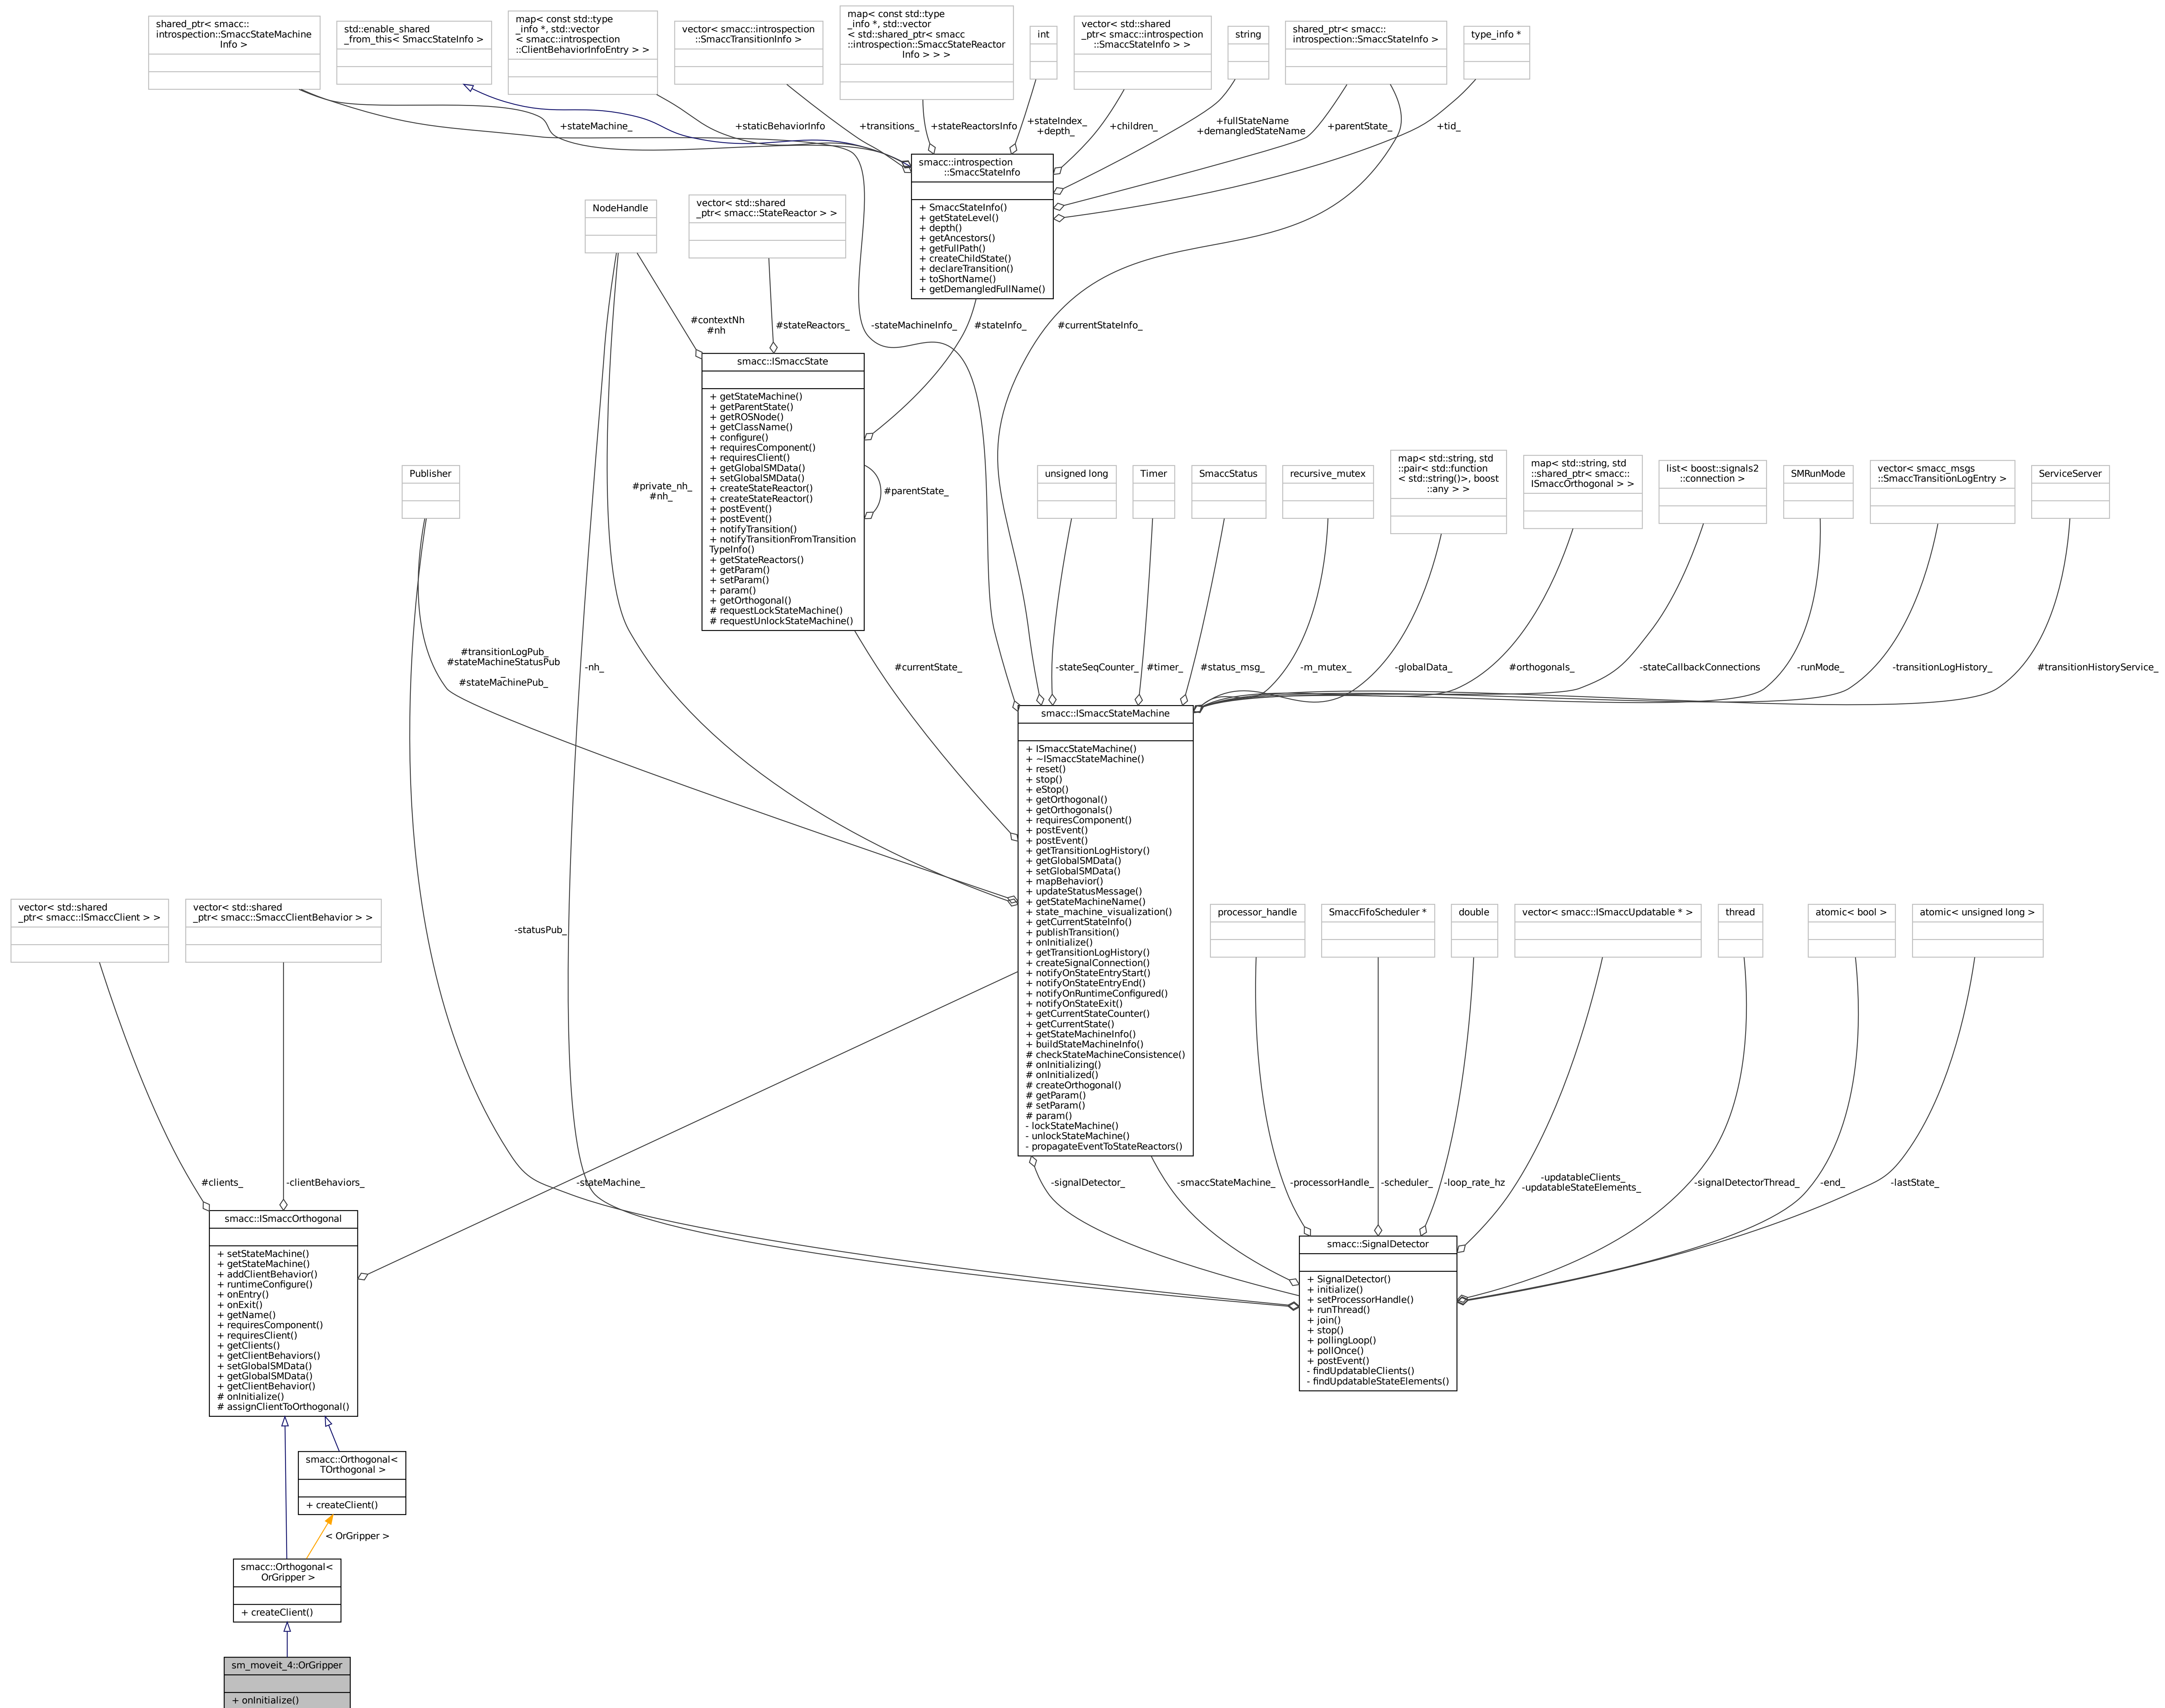 shared_ptr< smacc::
introspection::SmaccStateMachine
Info >
std::enable_shared
_from_this< SmaccStateInfo >
map< const std::type
_info *, std::vector
< smacc::introspection
::ClientBehaviorInfoEntry > >
vector< smacc::introspection
::SmaccTransitionInfo >
map< const std::type
_info *, std::vector
< std::shared_ptr< smacc
::introspection::SmaccStateReactor
Info > > >
int
vector< std::shared
_ptr< smacc::introspection
::SmaccStateInfo > >
string
shared_ptr< smacc::
introspection::SmaccStateInfo >
type_info *
+stateMachine_
+staticBehaviorInfo
+transitions_
+stateReactorsInfo
+stateIndex_
+depth_
+children_
+fullStateName
+demangledStateName
+parentState_
+tid_
smacc::introspection
::SmaccStateInfo
+ SmaccStateInfo()
+ getStateLevel()
+ depth()
+ getAncestors()
+ getFullPath()
+ createChildState()
+ declareTransition()
+ toShortName()
+ getDemangledFullName()
NodeHandle
vector< std::shared
_ptr< smacc::StateReactor > >
#contextNh
#nh
#stateReactors_
-stateMachineInfo_
#stateInfo_
#currentStateInfo_
smacc::ISmaccState
+ getStateMachine()
+ getParentState()
+ getROSNode()
+ getClassName()
+ configure()
+ requiresComponent()
+ requiresClient()
+ getGlobalSMData()
+ setGlobalSMData()
+ createStateReactor()
+ createStateReactor()
+ postEvent()
+ postEvent()
+ notifyTransition()
+ notifyTransitionFromTransition
TypeInfo()
+ getStateReactors()
+ getParam()
+ setParam()
+ param()
+ getOrthogonal()
# requestLockStateMachine()
# requestUnlockStateMachine()
#parentState_
#private_nh_
#nh_
Publisher
unsigned long
Timer
SmaccStatus
recursive_mutex
map< std::string, std
::pair< std::function
< std::string()>, boost
::any > >
map< std::string, std
::shared_ptr< smacc::
ISmaccOrthogonal > >
list< boost::signals2
::connection >
SMRunMode
vector< smacc_msgs
::SmaccTransitionLogEntry >
ServiceServer
#transitionLogPub_
#stateMachineStatusPub
_
#stateMachinePub_
-nh_
#currentState_
-stateSeqCounter_
#timer_
#status_msg_
-m_mutex_
-globalData_
#orthogonals_
-stateCallbackConnections
-runMode_
-transitionLogHistory_
#transitionHistoryService_
smacc::ISmaccStateMachine
+ ISmaccStateMachine()
+ ~ISmaccStateMachine()
+ reset()
+ stop()
+ eStop()
+ getOrthogonal()
+ getOrthogonals()
+ requiresComponent()
+ postEvent()
+ postEvent()
+ getTransitionLogHistory()
+ getGlobalSMData()
+ setGlobalSMData()
+ mapBehavior()
+ updateStatusMessage()
+ getStateMachineName()
+ state_machine_visualization()
+ getCurrentStateInfo()
+ publishTransition()
+ onInitialize()
+ getTransitionLogHistory()
+ createSignalConnection()
+ notifyOnStateEntryStart()
+ notifyOnStateEntryEnd()
+ notifyOnRuntimeConfigured()
+ notifyOnStateExit()
+ getCurrentStateCounter()
+ getCurrentState()
+ getStateMachineInfo()
+ buildStateMachineInfo()
# checkStateMachineConsistence()
# onInitializing()
# onInitialized()
# createOrthogonal()
# getParam()
# setParam()
# param()
- lockStateMachine()
- unlockStateMachine()
- propagateEventToStateReactors()
vector< std::shared
_ptr< smacc::ISmaccClient > >
vector< std::shared
_ptr< smacc::SmaccClientBehavior > >
-statusPub_
processor_handle
SmaccFifoScheduler *
double
vector< smacc::ISmaccUpdatable * >
thread
atomic< bool >
atomic< unsigned long >
#clients_
-clientBehaviors_
-stateMachine_
-signalDetector_
-smaccStateMachine_
-processorHandle_
-scheduler_
-loop_rate_hz
-updatableClients_
-updatableStateElements_
-signalDetectorThread_
-end_
-lastState_
smacc::ISmaccOrthogonal
+ setStateMachine()
+ getStateMachine()
+ addClientBehavior()
+ runtimeConfigure()
+ onEntry()
+ onExit()
+ getName()
+ requiresComponent()
+ requiresClient()
+ getClients()
+ getClientBehaviors()
+ setGlobalSMData()
+ getGlobalSMData()
+ getClientBehavior()
# onInitialize()
# assignClientToOrthogonal()
smacc::SignalDetector
+ SignalDetector()
+ initialize()
+ setProcessorHandle()
+ runThread()
+ join()
+ stop()
+ pollingLoop()
+ pollOnce()
+ postEvent()
- findUpdatableClients()
- findUpdatableStateElements()
smacc::Orthogonal<
TOrthogonal >
+ createClient()
< OrGripper >
smacc::Orthogonal<
OrGripper >
+ createClient()
sm_moveit_4::OrGripper
+ onInitialize()